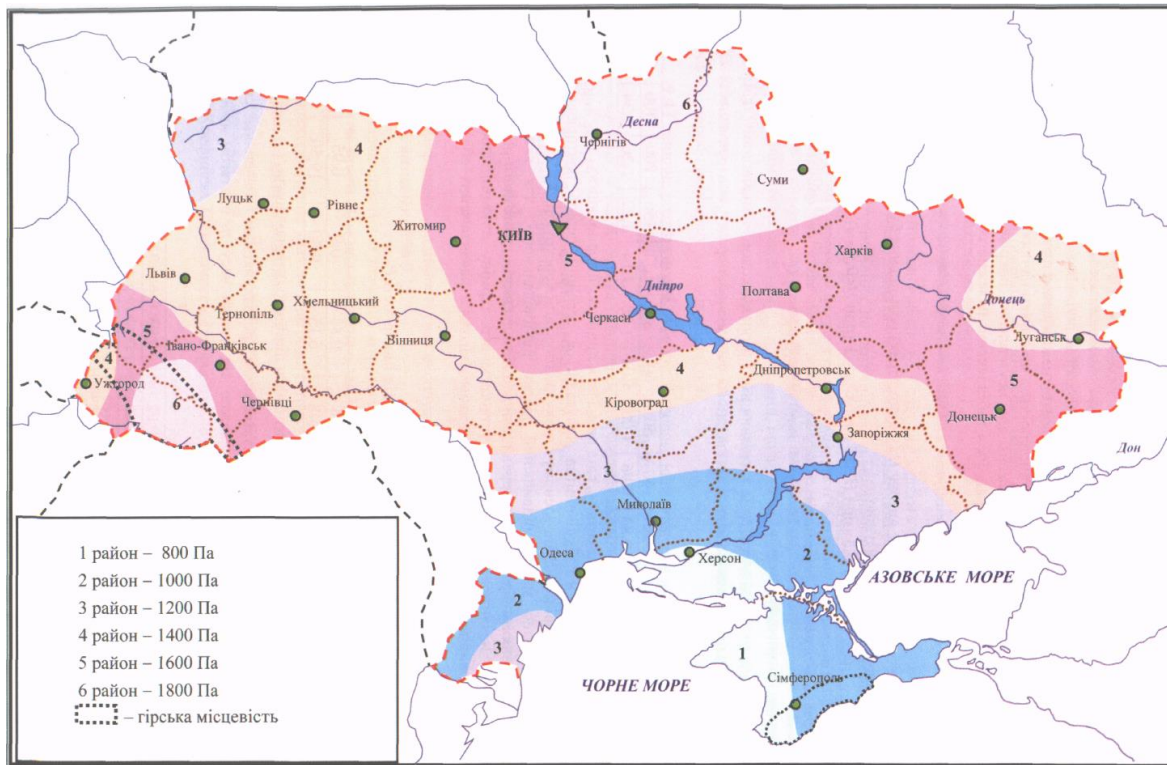 6
Десна
Чернігів
3
4
Суми
Луцьк
Рівне
Житомир
КИЇВ
5
Харків
4
Львів
Дніпро
Полтава
Донець
Тернопіль
Хмельницький
Черкаси
5
Вінниця
Луганськ
Івано-Франківськ
4
Ужгород
4
Дніпропетровськ
5
6
Кіровоград
Чернівці
Донецьк
Запоріжжя
Дон
3
3
Миколаїв
Одеса
Херсон
2
АЗОВСЬКЕ МОРЕ
2
3
1
Сімферополь
ЧОРНЕ МОРЕ
1 район – 800 Па
2 район – 1000 Па
3 район – 1200 Па
4 район – 1400 Па
5 район – 1600 Па
6 район – 1800 Па
– гірська місцевість